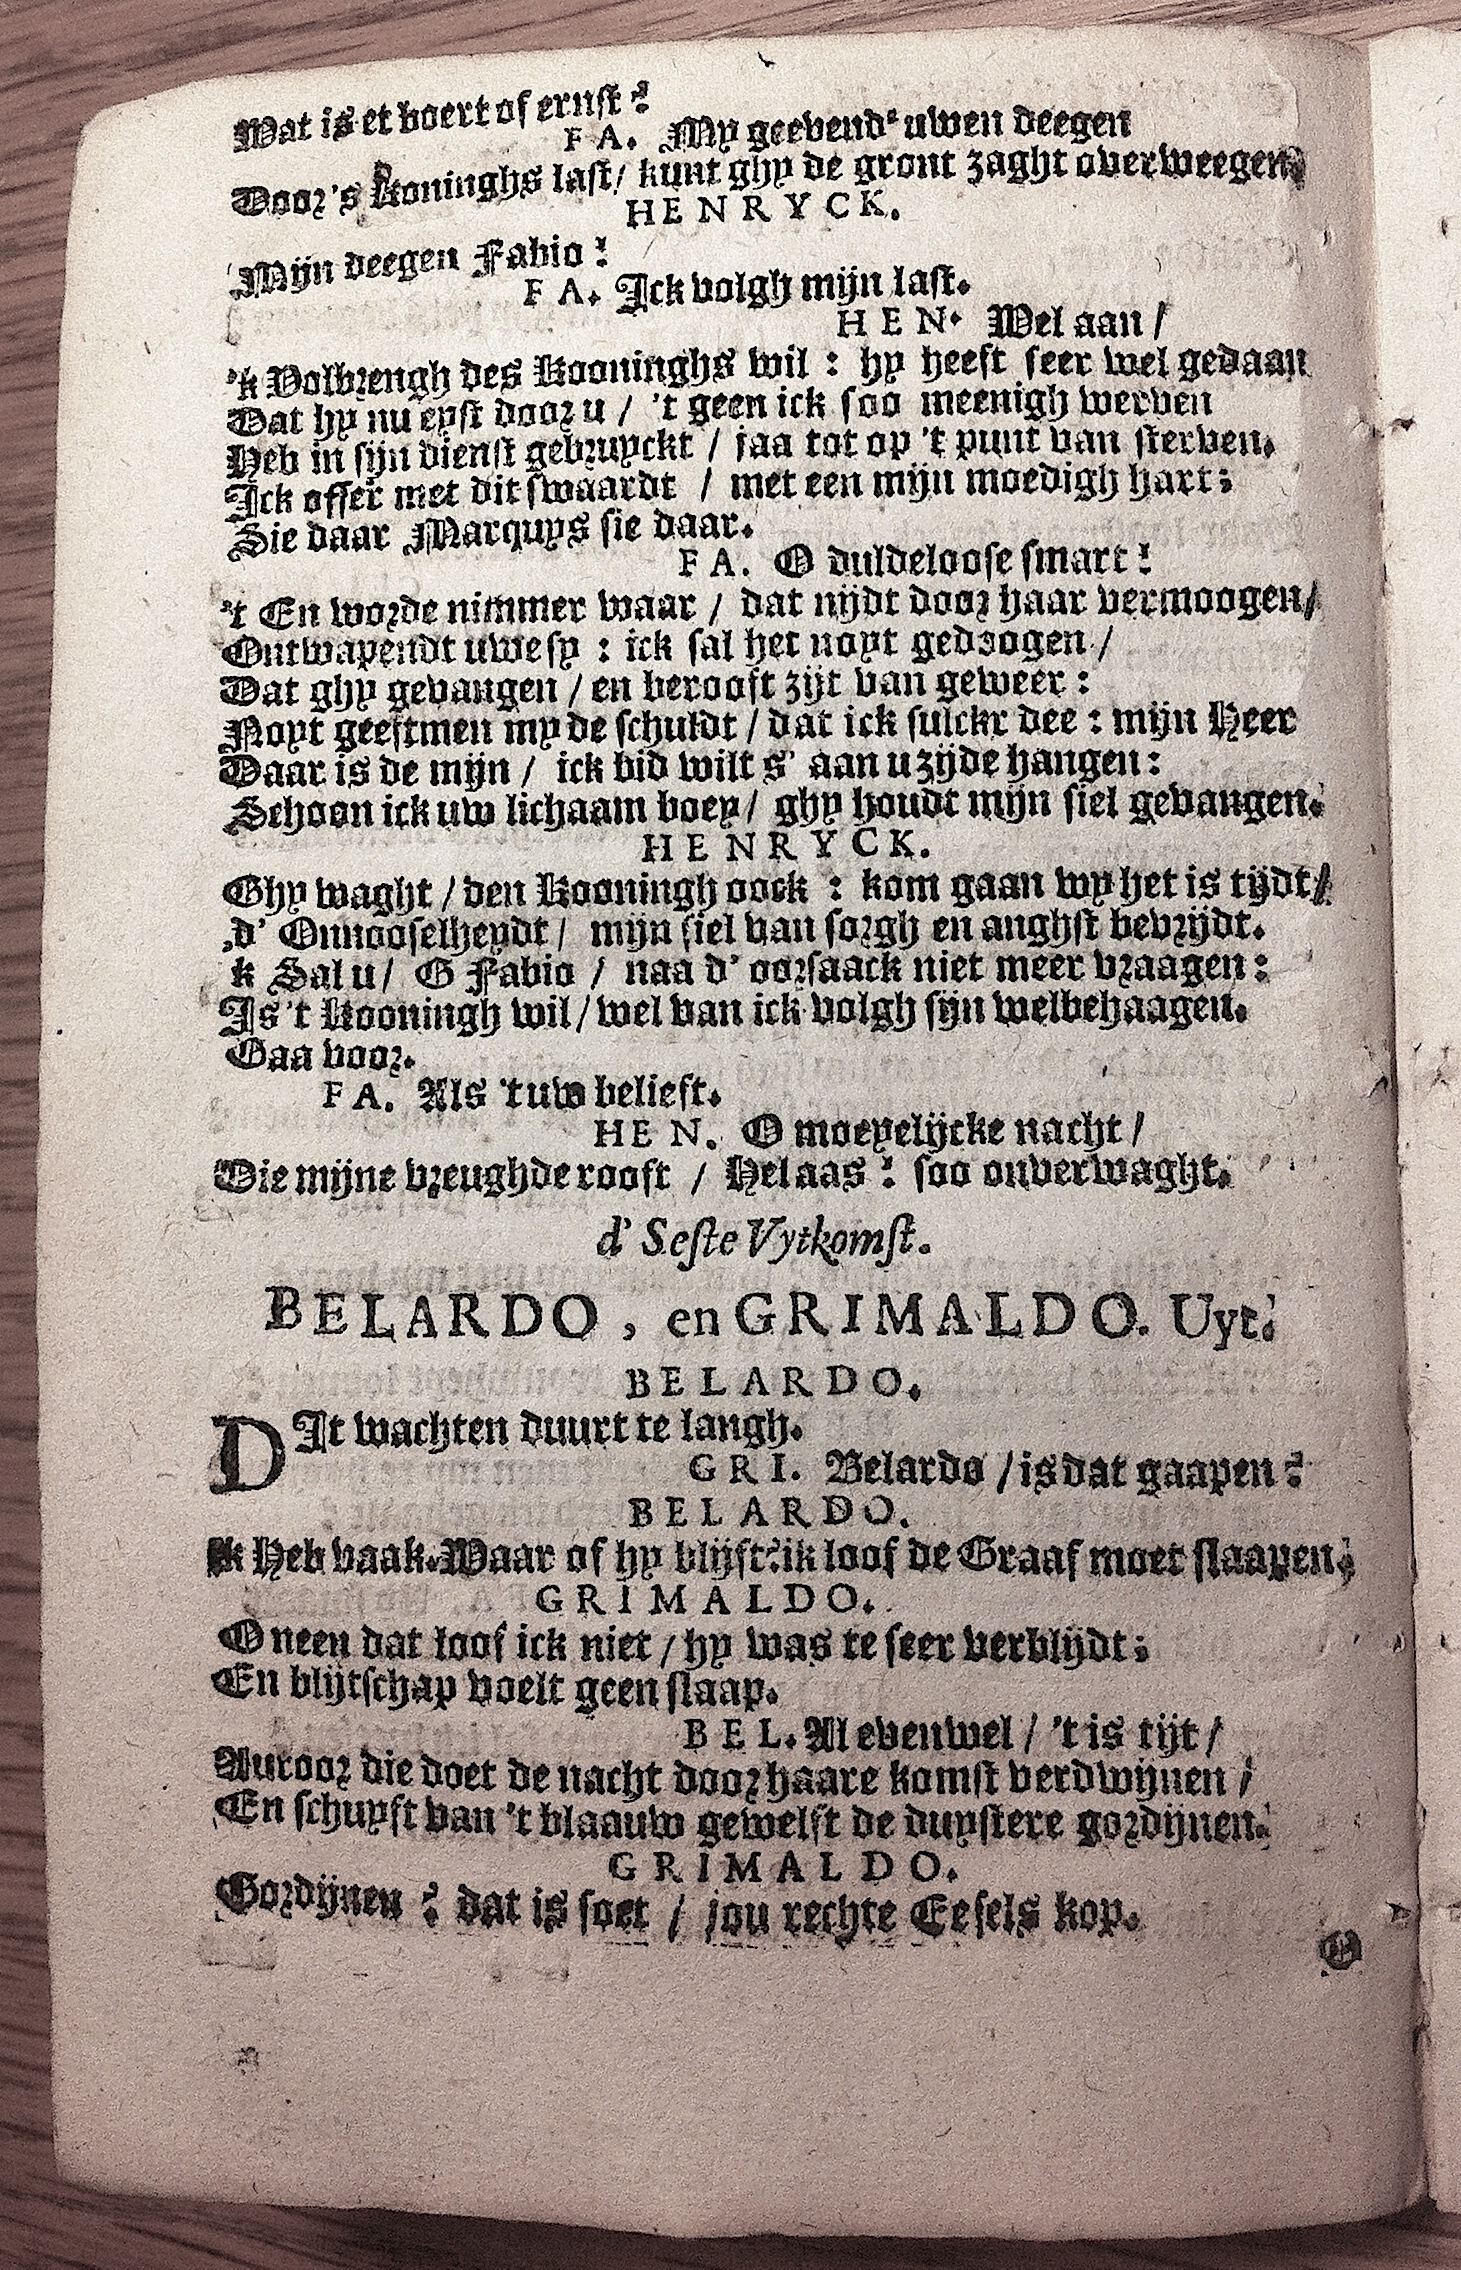 Wat is et boert of ernst?
FA. My geevend' uwen deegen
Door's Koninghs last/ kunt ghy de gront zaght overweegen.
HENRYCK.
Mijn deegen Fabio!
FA. Ick volgh mijn last.
HEN. Wel aan /
'k Volbrengh des Kooninghs wil : hy heeft seer wel gedaan
Dat hy nu eyst door u / 't geen ick soo meenigh werven
Heb in sijn dienst gebruyckt / jaa tot op 't punt van sterven.
Ick offer met dit swaardt / met een mijn moedigh hart;
Sie daar Marquys sie daar.
FA. O duldeloose smart!
't En worde nimmer waar / dat nijdt door haar vermoogen/
Ontwapendt uwe sy : ick sal het noyt gedoogen /
Dat ghy gevangen / en berooft zijt van geweer :
Noyt geeftmen my de schuldt / dat ick sulckr dee : mijn Heer
Daar is de mijn / ick bid wilt s' aan u zijde hangen:
Schoon ick uw lichaam boey/ ghy houdt mijn siel gevangen.
HENRYCK.
Ghy waght / den Kooningh oock : kom gaan wy het is tijdt/
,d' Onnooselheydt / mijn siel van sorgh en anghst bevrijdt.
k Sal u/ G Fabio / naa d' oorsaack niet meer vraagen :
Is 't Kooningh wil/ wel van ick volgh sijn welbehaagen.
Gaa voor.
FA. Als 't uw belieft.
HEN. O moeyelijcke nacht /
Die mijne vreughde rooft / Helaas! soo onverwaght.
d' Seste Vytkomst.
BELARDO, en GRIMALDO. Uyt.
BELARDO.
DIt wachten duurt te langh.
GRI. Belardo / is dat gaapen?
BELARDO.
Ik Heb vaak. Waar of hy blijft? ik loof de Graaf moet slaapen.
GRIMALDO.
O neen dat loof ick niet / hy was te seer verblijdt;
En blijtschap voelt geen slaap.
BEL. Al evenwel / 't is tijt /
Auroor die doet de nacht door haare komst verdwijnen /
En schuyft van 't blaauw gewelft de duystere gordijnen.
GRIMALDO.
Gordijnen? dat is soet / jou rechte Eesels kop.
G